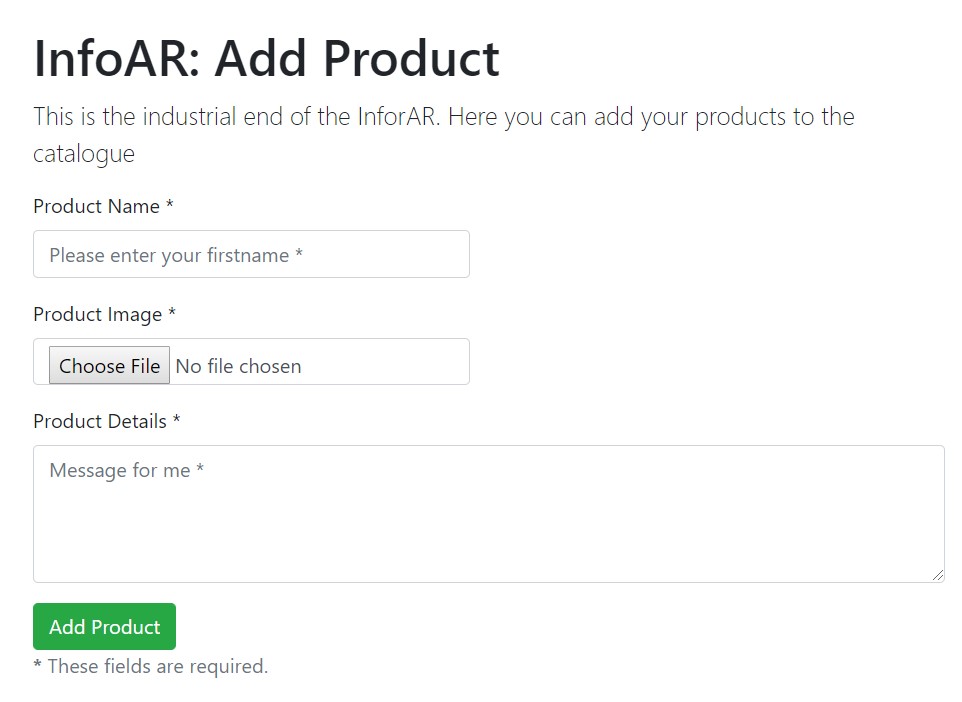 InfoAR: Add Product
This is the industrial end of the InforAR. Here you can add your products to the
catalogue
Product Name *
Please enter your firstname *
Product Image *
Choose File No file chosen
Product Details *
Message for me *
Add Product
* These fields are required.